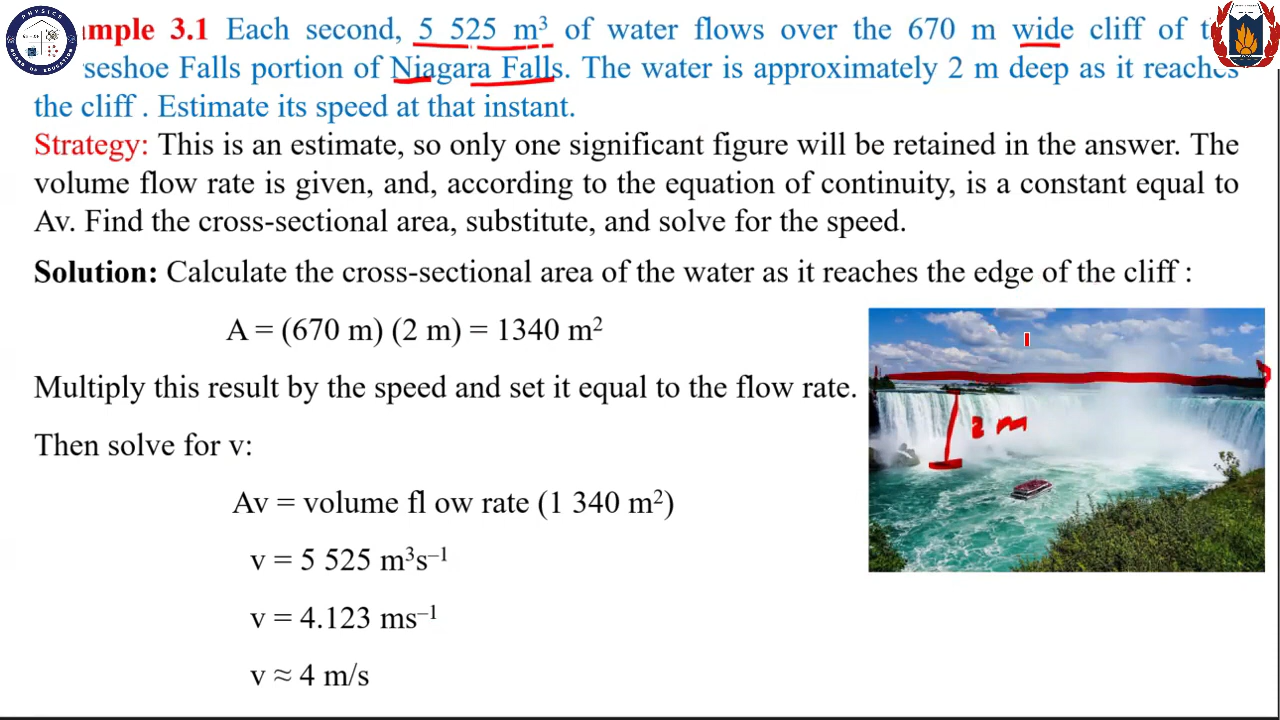 mple 3.1 Each second, 5 525 m³ of water flows over the 670 m wide cliff of t
seshoe Falls portion of Niagara Falls. The water is approximately 2 m deep as it reaches
the cliff . Estimate its speed at that instant.
Strategy: This is an estimate, so only one significant figure will be retained in the answer. The
volume flow rate is given, and, according to the equation of continuity, is a constant equal to
Av. Find the cross-sectional area, substitute, and solve for the speed.
Solution: Calculate the cross-sectional area of the water as it reaches the edge of the cliff :
A = (670 m) (2 m) = 1340 m²
Multiply this result by the speed and set it equal to the flow rate.
2 m
Then solve for v:
Av = volume fl ow rate (1 340 m²)
v = 5 525 m³s⁻¹
v = 4.123 ms⁻¹
v ≈ 4 m/s